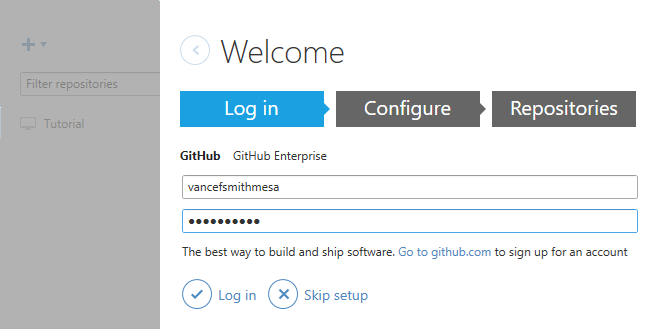 Welcome
Filter repositories
Tutorial
Log in
Configure
Repositories
GitHub GitHub Enterprise
vancefsmithmesa
●●●●●●●●●●
The best way to build and ship software. Go to github.com to sign up for an account
Log in
Skip setup